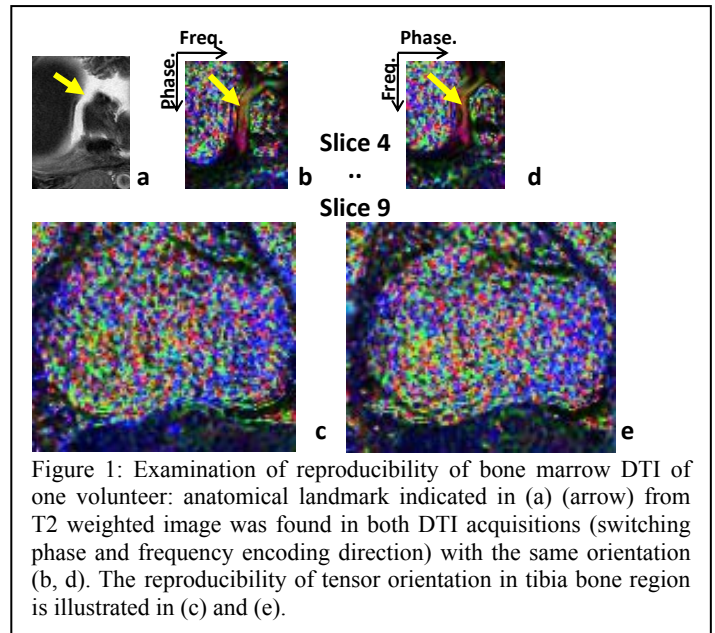 Freq.
Phase.
Phase.
Freq.
Slice 4
a
b
..
d
Slice 9
c
e
Figure 1: Examination of reproducibility of bone marrow DTI of
one volunteer: anatomical landmark indicated in (a) (arrow) from
T2 weighted image was found in both DTI acquisitions (switching
phase and frequency encoding direction) with the same orientation
(b, d). The reproducibility of tensor orientation in tibia bone region
is illustrated in (c) and (e).